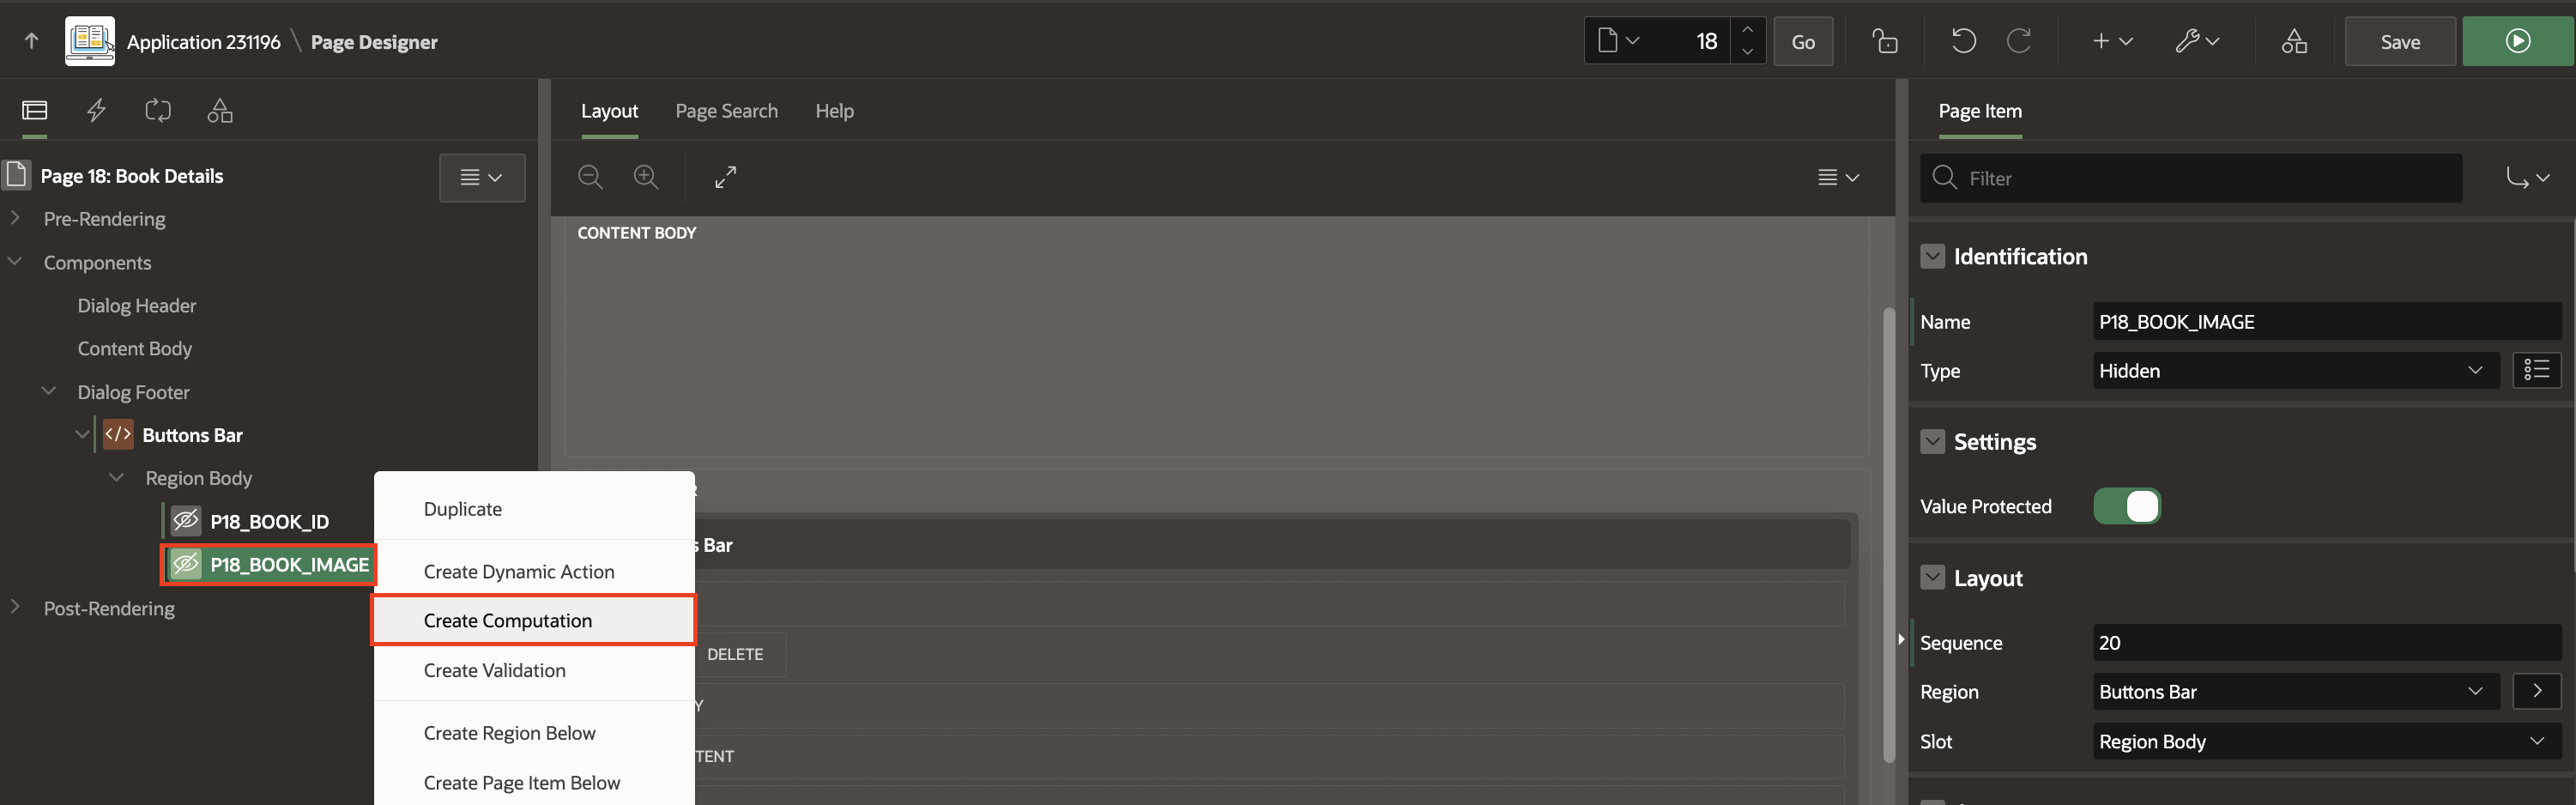 Application 231196 \ Page Designer
18
Go
Save
Layout
Page Search
Help
Page Item
Page 18: Book Details
Filter
Pre-Rendering
Components
Dialog Header
Content Body
Dialog Footer
</> Buttons Bar
Region Body
P18_BOOK_ID
P18_BOOK_IMAGE
Post-Rendering
Duplicate
Create Dynamic Action
Create Computation
Create Validation
Create Region Below
Create Page Item Below
CONTENT BODY
s Bar
DELETE
Y
TENT
Identification
Name
P18_BOOK_IMAGE
Type
Hidden
Settings
Value Protected
Layout
Sequence
20
Region
Buttons Bar
Slot
Region Body